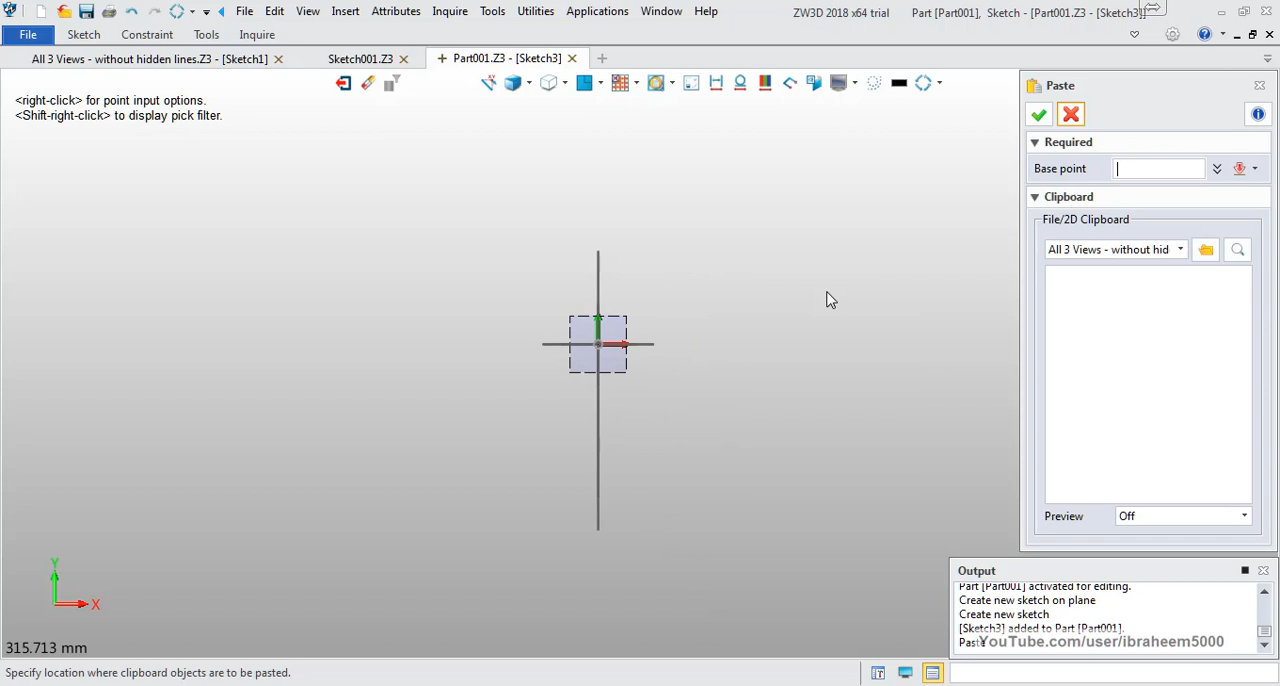 File Edit View Insert Attributes Inquire Tools Utilities Applications Window Help ZW3D 2018 x64 trial Part [Part001], Sketch - [Part001.Z3 - [Sketch3]]
File Sketch Constraint Tools Inquire
All 3 Views - without hidden lines.Z3 - [Sketch1] Sketch001.Z3 Part001.Z3 - [Sketch3]
<right-click> for point input options.
<Shift-right-click> to display pick filter.
Paste
Required
Base point
Clipboard
File/2D Clipboard
All 3 Views - without hid
Preview Off
Y
X
315.713 mm
Output
Part [Part001] activated for editing.
Create new sketch on plane
Create new sketch
[Sketch3] added to Part [Part001].
Paste
YouTube.com/user/ibraheem5000
Specify location where clipboard objects are to be pasted.